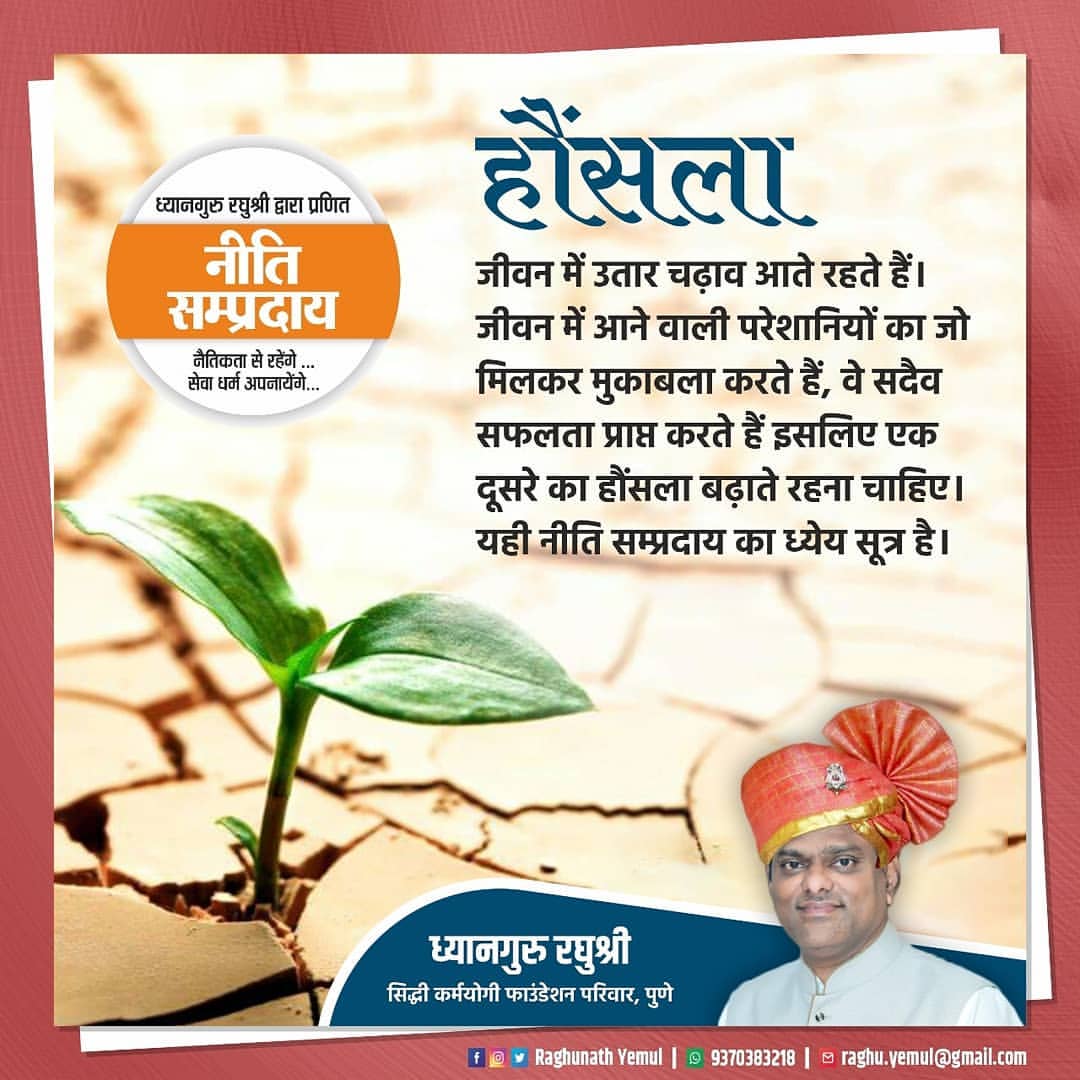 ध्यानगुरु रघुश्री द्वारा प्रणित
नीति
सम्प्रदाय
नैतिकता से रहेंगे ...
सेवा धर्म अपनायेंगे...
हौंसला
जीवन में उतार चढ़ाव आते रहते हैं।
जीवन में आने वाली परेशानियों का जो
मिलकर मुकाबला करते हैं, वे सदैव
सफलता प्राप्त करते हैं इसलिए एक
दूसरे का हौंसला बढ़ाते रहना चाहिए।
यही नीति सम्प्रदाय का ध्येय सूत्र है।
ध्यानगुरु रघुश्री
सिद्धी कर्मयोगी फाउंडेशन परिवार, पुणे
Raghunath Yemul | 9370383218 | raghu.yemul@gmail.com